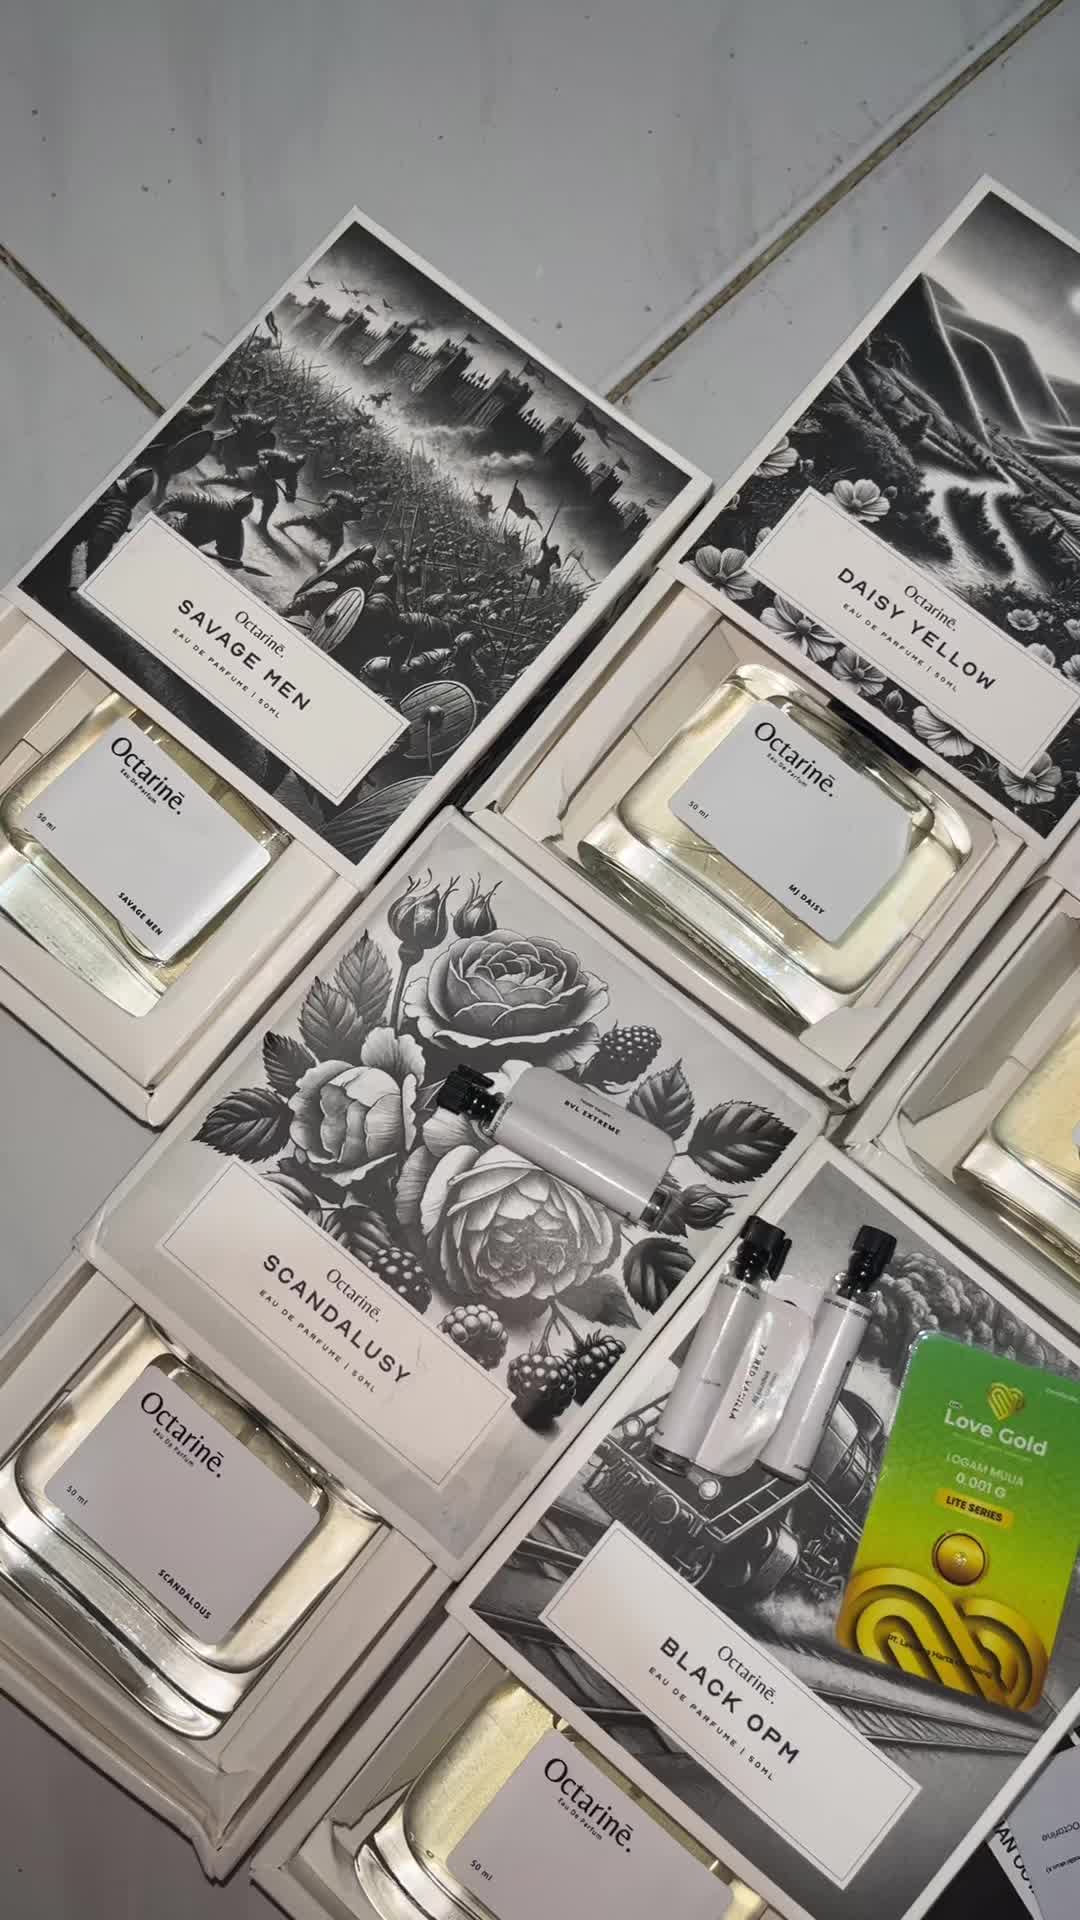 Octarinē.
SAVAGE MEN
EAU DE PARFUME | 50ML
Octarinē.
Eau De Parfum
50 ml
SAVAGE MEN
Octarinē.
DAISY YELLOW
EAU DE PARFUME | 50ML
Octarinē.
Eau De Parfum
50 ml
MJ DAISY
BVL EXTREME
Octarinē.
SCANDALUSY
EAU DE PARFUME | 50ML
Octarinē.
Eau De Parfum
50 ml
SCANDALOUS
RED VANILLA
Love Gold
LOGAM MULIA
0.001 G
LITE SERIES
Octarinē.
BLACK OPM
EAU DE PARFUME | 50ML
Octarinē.
Eau De Parfum
50 ml
Octarinē